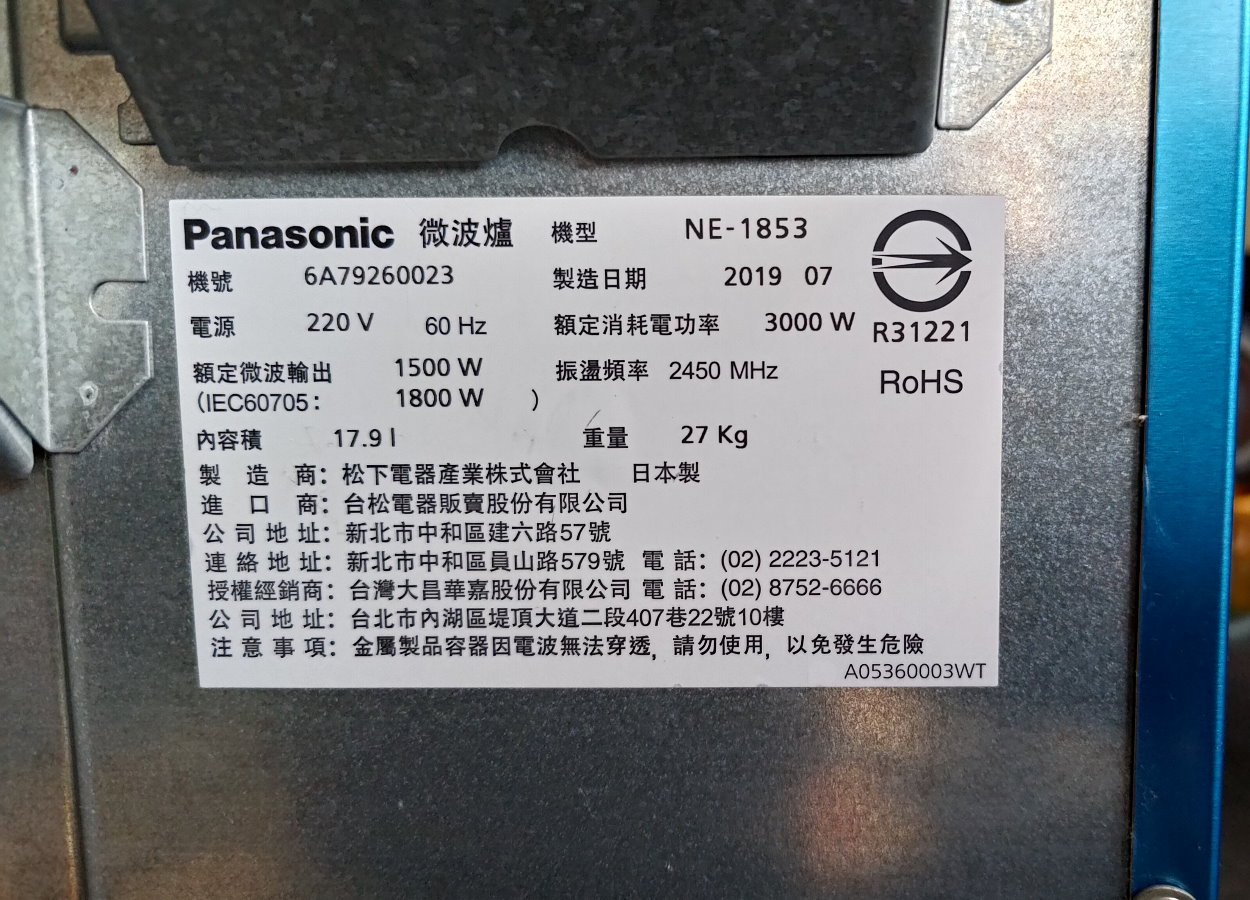 Panasonic 微波爐 機型 NE-1853
機號 6A79260023 製造日期 2019 07
電源 220 V 60 Hz 額定消耗電功率 3000 W R31221
額定微波輸出 1500 W 振盪頻率 2450 MHz RoHS
(IEC60705: 1800 W )
內容積 17.9 l 重量 27 Kg
製造商：松下電器產業株式會社 日本製
進口商：台松電器販賣股份有限公司
公司地址：新北市中和區建六路57號
連絡地址：新北市中和區員山路579號 電話：(02) 2223-5121
授權經銷商：台灣大昌華嘉股份有限公司 電話：(02) 8752-6666
公司地址：台北市內湖區堤頂大道二段407巷22號10樓
注意事項：金屬製品容器因電波無法穿透，請勿使用，以免發生危險
A05360003WT